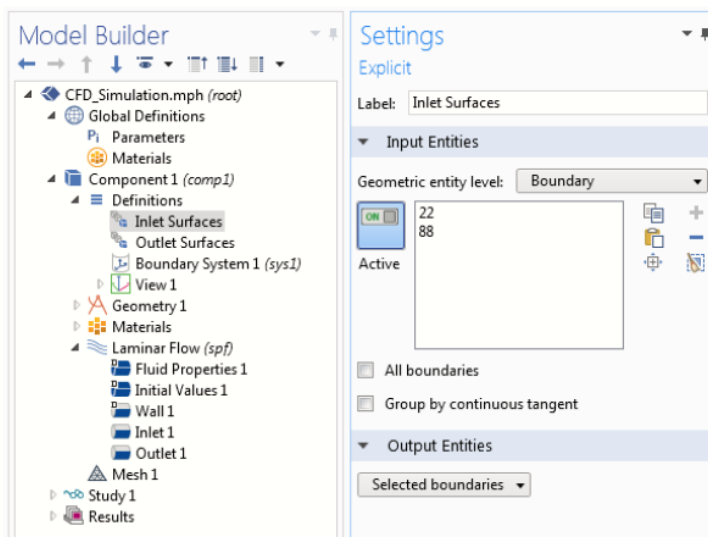 Model Builder
CFD_Simulation.mph (root)
Global Definitions
Pi Parameters
Materials
Component 1 (comp1)
Definitions
Inlet Surfaces
Outlet Surfaces
Boundary System 1 (sys1)
View 1
Geometry 1
Materials
Laminar Flow (spf)
D Fluid Properties 1
D Initial Values 1
D Wall 1
Inlet 1
Outlet 1
Mesh 1
Study 1
Results
Settings
Explicit
Label: Inlet Surfaces
Input Entities
Geometric entity level: Boundary
ON
Active
22
88
All boundaries
Group by continuous tangent
Output Entities
Selected boundaries